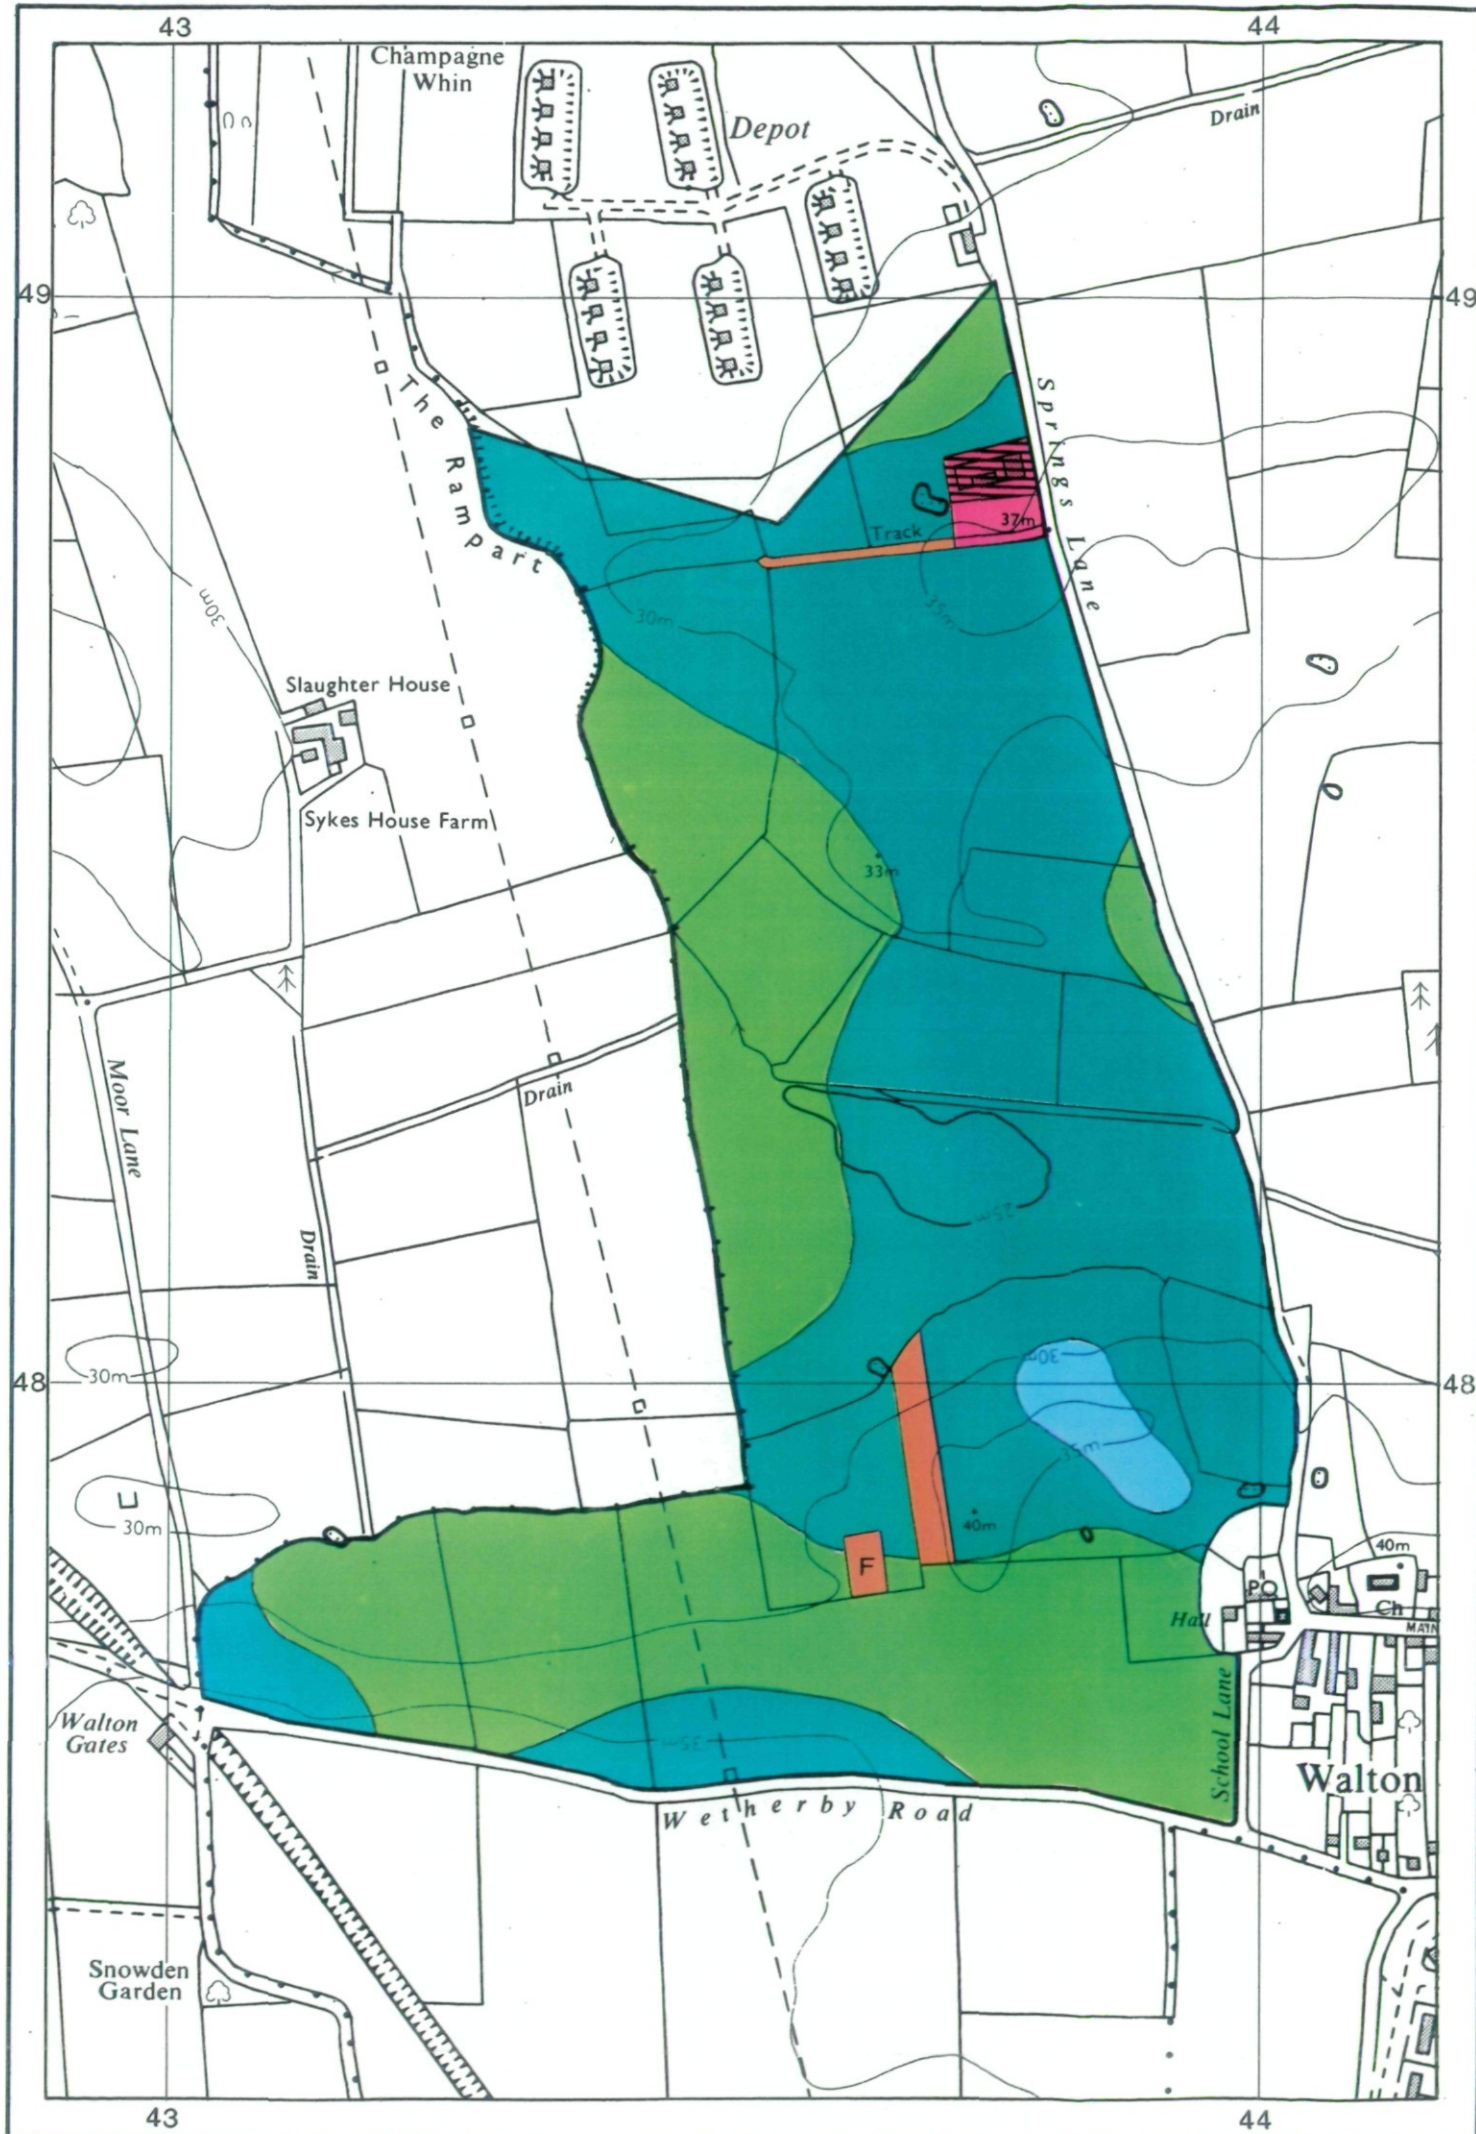 43
44
Champagne
Whin
Depot
Drain
49
49
The Rampart
Springs Lane
Track
37m
30m
30m
35m
Slaughter House
Sykes House Farm
33m
Moor Lane
Drain
Drain
25m
48
30m
30m
48
35m
30m
40m
40m
F
PO
Hall
Ch
MAIN
Walton
Gates
School Lane
35m
Walton
Wetherby Road
Snowden
Garden
43
44